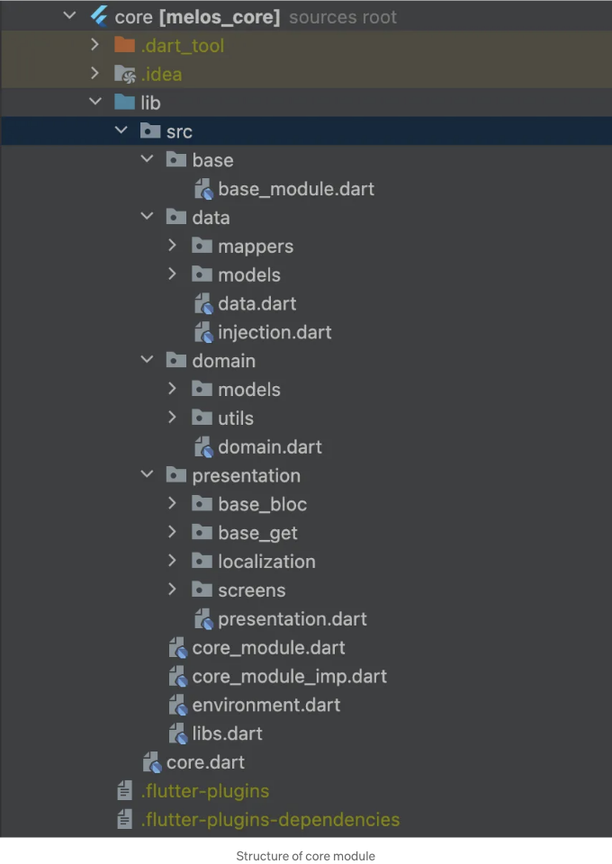 core [melos_core] sources root
.dart_tool
.idea
lib
src
base
base_module.dart
data
mappers
models
data.dart
injection.dart
domain
models
utils
domain.dart
presentation
base_bloc
base_get
localization
screens
presentation.dart
core_module.dart
core_module_imp.dart
environment.dart
libs.dart
core.dart
.flutter-plugins
.flutter-plugins-dependencies
Structure of core module